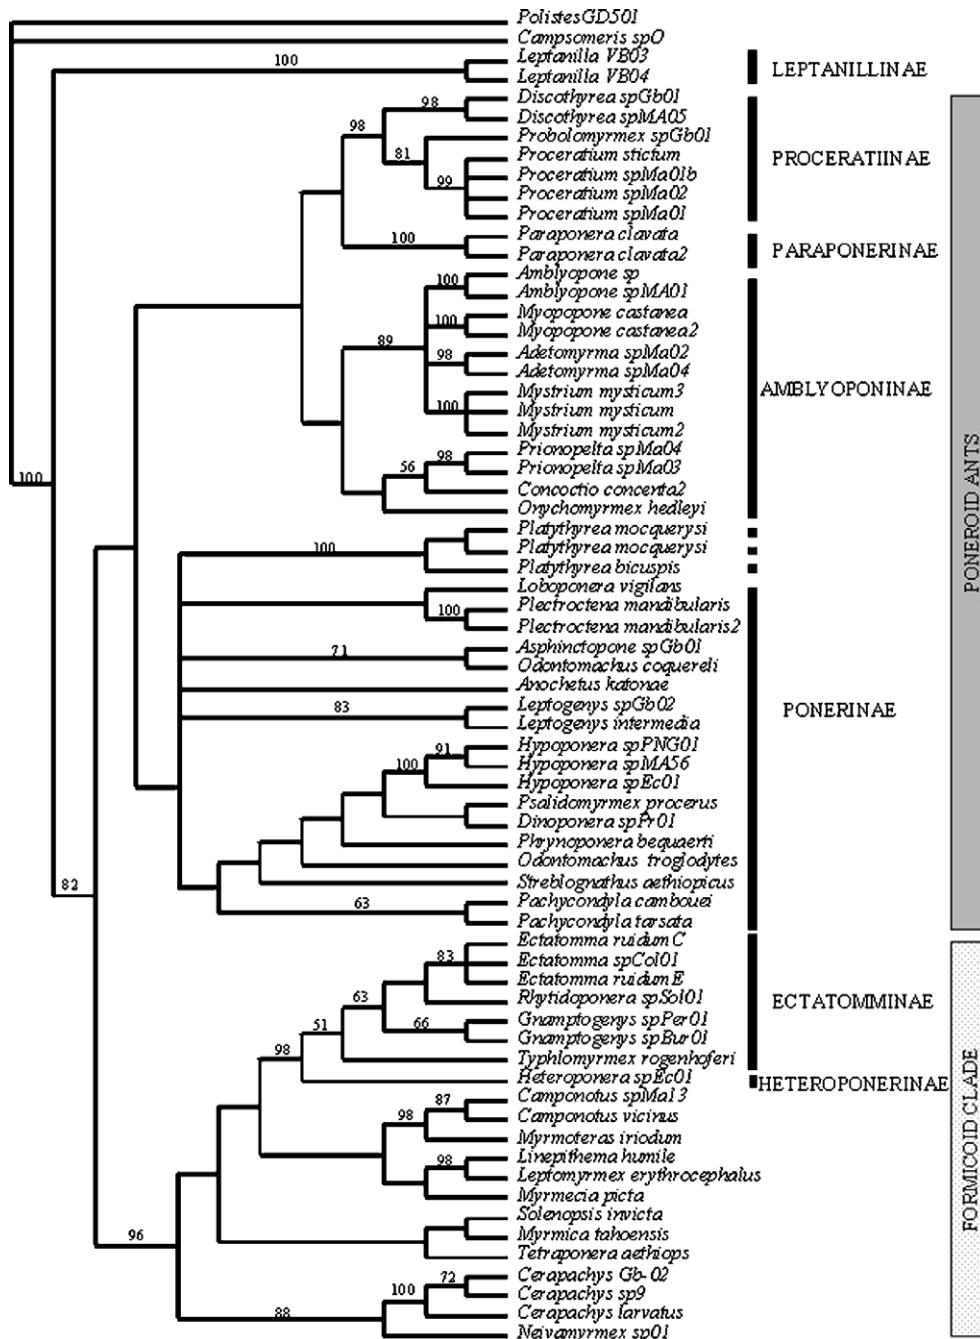 PolistesGD501
Campsomeris spO
100
Leptanilla VB03
Leptanilla VB04
LEPTANILLINAE
98
Discothyrea spGb01
Discothyrea spMA05
98
Probolomyrmex spGb01
81
Proceratium stictum
PROCERATIINAE
Proceratium spMa01b
99
Proceratium spMa02
Proceratium spMa01
Paraponera clavata
100
Paraponera clavata2
PARAPONERINAE
Amblyopone sp
100
Amblyopone spMA01
Myopopone castanea
100
Myopopone castanea2
89
Adetomyrma spMa02
98
Adetomyrma spMa04
Mystrium mysticum3
AMBLYOPONINAE
100
Mystrium mysticum
Mystrium mysticum2
Prionopelta spMa04
98
Prionopelta spMa03
56
Concoctio concenta2
100
Onychomyrmex hedleyi
Platythyrea mocquerysi
100
Platythyrea mocquerysi
Platythyrea bicuspis
Loboponera vigilans
Plectroctena mandibularis
100
Plectroctena mandibularis2
Asphinctopone spGb01
71
Odontomachus coquereli
Anochetus katonae
Leptogenys spGb02
83
PONERINAE
Leptogenys intermedia
Hypoponera spPNG01
91
Hypoponera spMA56
100
Hypoponera spEc01
Psalidomyrmex procerus
Dinoponera spFr01
Phrynoponera bequaerti
Odontomachus troglodytes
82
Streblognathus aethiopicus
Pachycondyla cambouei
63
Pachycondyla tarsata
PONEROID ANTS
Ectatomma ruidum C
83
Ectatomma spCol01
Ectatomma ruidum E
63
Rhytidoponera spSol01
ECTATOMMINAE
Gnamptogenys spPer01
66
51
Gnamptogenys spBur01
98
Typhlomyrmex rogenhoferi
Heteroponera spEc01
HETEROPONERINAE
Camponotus spMa13
87
98
Camponotus vicinus
Myrmoteras iriodum
Linepithema humile
98
Leptomyrmex erythrocephalus
Myrmecia picta
Solenopsis invicta
96
Myrmica tahoensis
Tetraponera aethiops
Cerapachys Gb-02
72
Cerapachys sp9
100
Cerapachys larvatus
88
Neivamyrmex sp01
FORMICOID CLADE